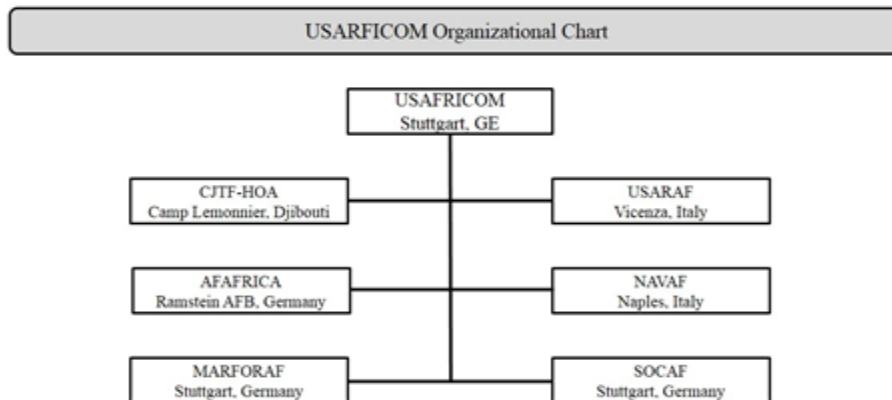 USARFICOM Organizational Chart
USAFRICOM
Stuttgart, GE
CJTF-HOA
Camp Lemonnier, Djibouti
USARAF
Vicenza, Italy
AFAFRICA
Ramstein AFB, Germany
NAVAF
Naples, Italy
MARFORAF
Stuttgart, Germany
SOCAF
Stuttgart, Germany